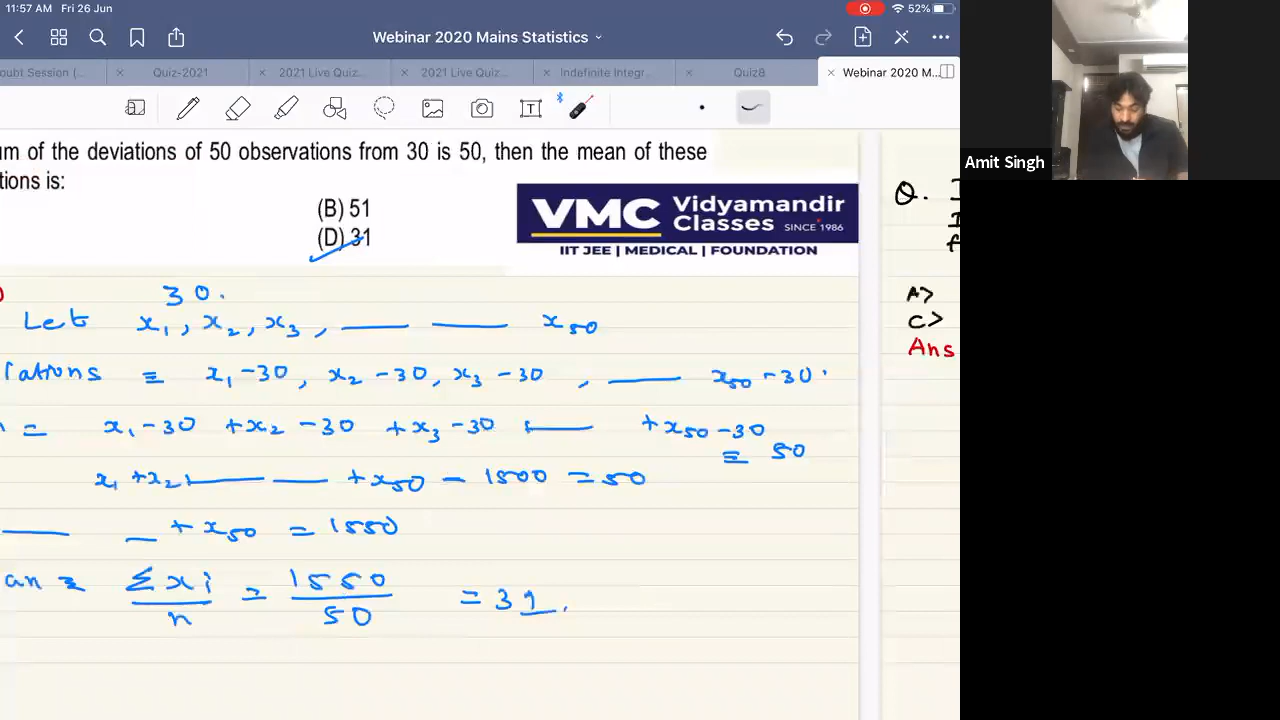 11:57 AM Fri 26 Jun
52%
Webinar 2020 Mains Statistics
oubt Session (...
Quiz-2021
2021 Live Quiz...
2021 Live Quiz...
Indefinite Integr...
Quiz8
Webinar 2020 M...
um of the deviations of 50 observations from 30 is 50, then the mean of these
tions is:
(B) 51
(D) 31
VMC Vidyamandir Classes SINCE 1986
IIT JEE | MEDICAL | FOUNDATION
30.
Let x₁, x₂, x₃, — — x₅₀
iations = x₁-30, x₂-30, x₃-30, — x₅₀-30
n = x₁-30 +x₂-30 +x₃-30 + — +x₅₀-30
= 50
x₁+x₂+ — — +x₅₀ - 1500 = 50
— — +x₅₀ = 1550
an = Σxi/n = 1550/50 = 31.
Q. I
A>
C>
Ans
Amit Singh